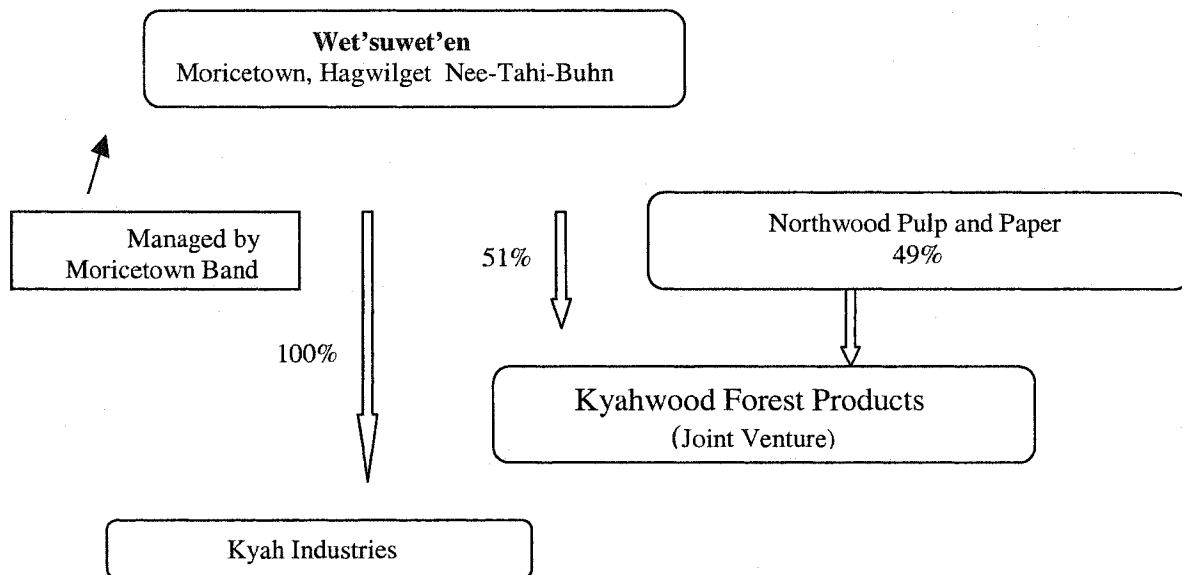 Wet'suwet'en
Moricetown, Hagwilget Nee-Tahi-Buhn
Managed by
Moricetown Band
100%
51%
Northwood Pulp and Paper
49%
Kyahwood Forest Products
(Joint Venture)
Kyah Industries